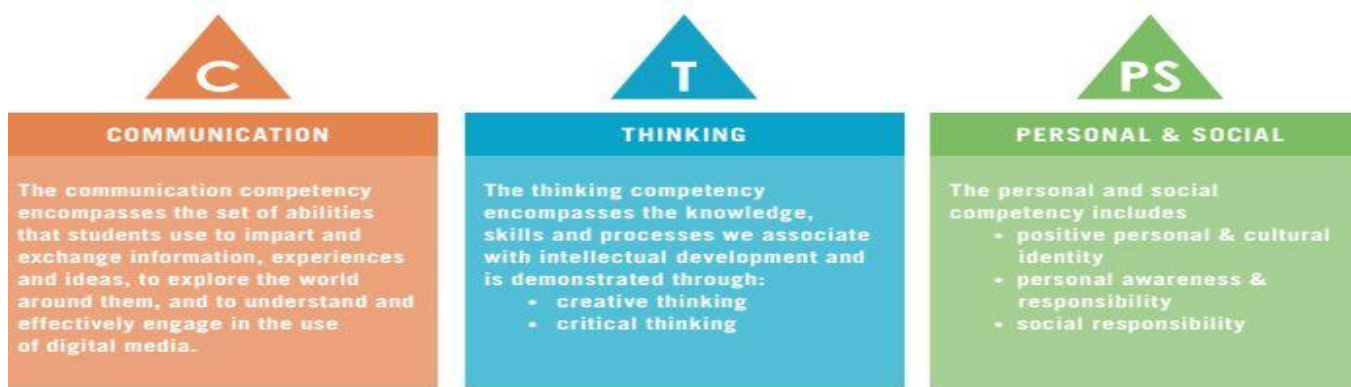 C
COMMUNICATION
The communication competency
encompasses the set of abilities
that students use to impart and
exchange information, experiences
and ideas, to explore the world
around them, and to understand and
effectively engage in the use
of digital media.
T
THINKING
The thinking competency
encompasses the knowledge,
skills and processes we associate
with intellectual development and
is demonstrated through:
• creative thinking
• critical thinking
PS
PERSONAL & SOCIAL
The personal and social
competency includes
• positive personal & cultural
identity
• personal awareness &
responsibility
• social responsibility